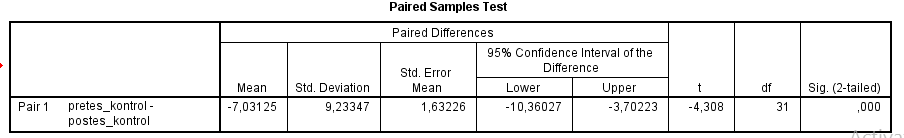 Paired Samples Test
Paired Differences
95% Confidence Interval of the
Difference
Std. Error
Mean Std. Deviation Mean Lower Upper t df Sig. (2-tailed)
Pair 1 pretes_kontrol - -7,03125 9,23347 1,63226 -10,36027 -3,70223 -4,308 31 ,000
postes_kontrol